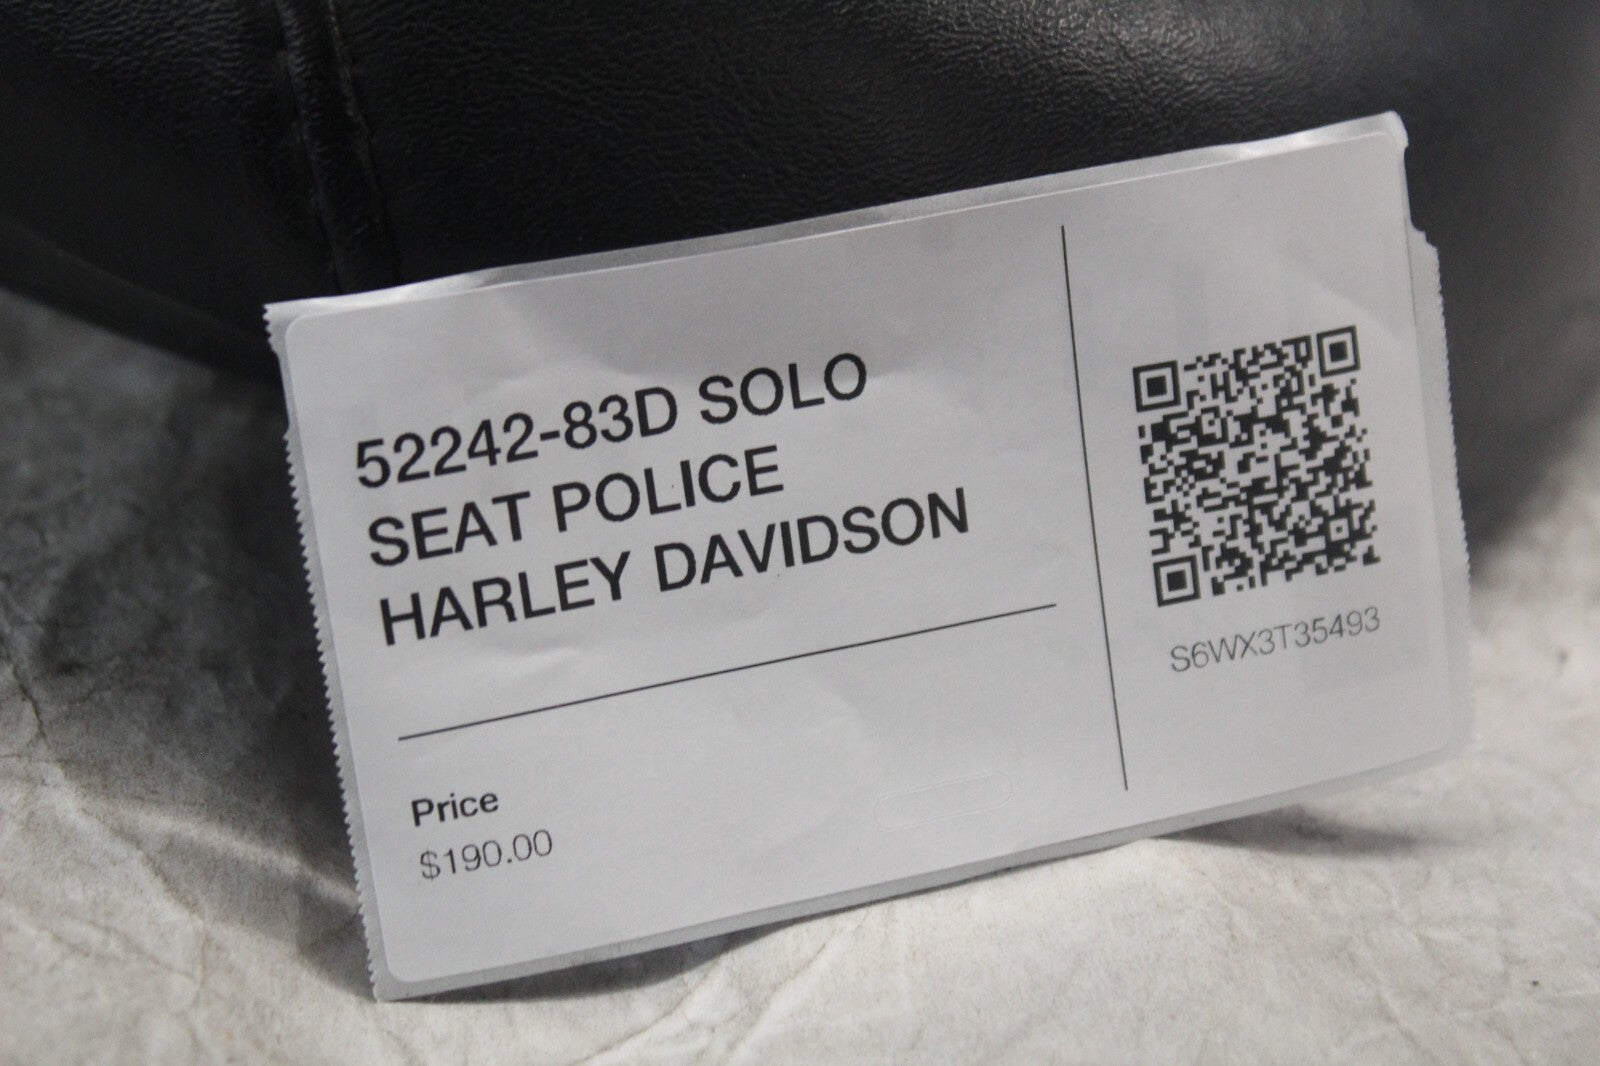 52242-83D SOLO
SEAT POLICE
HARLEY DAVIDSON
Price
$190.00
S6WX3T35493